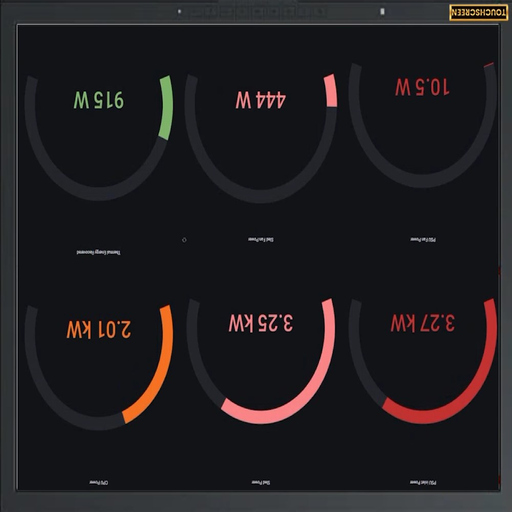 PSU Inlet Power
Sled Power
CPU Power
3.27 kW
3.25 kW
2.01 kW
PSU Fan Power
Sled Fan Power
Thermal Energy Recovered
10.5 W
444 W
915 W
TOUCHSCREEN